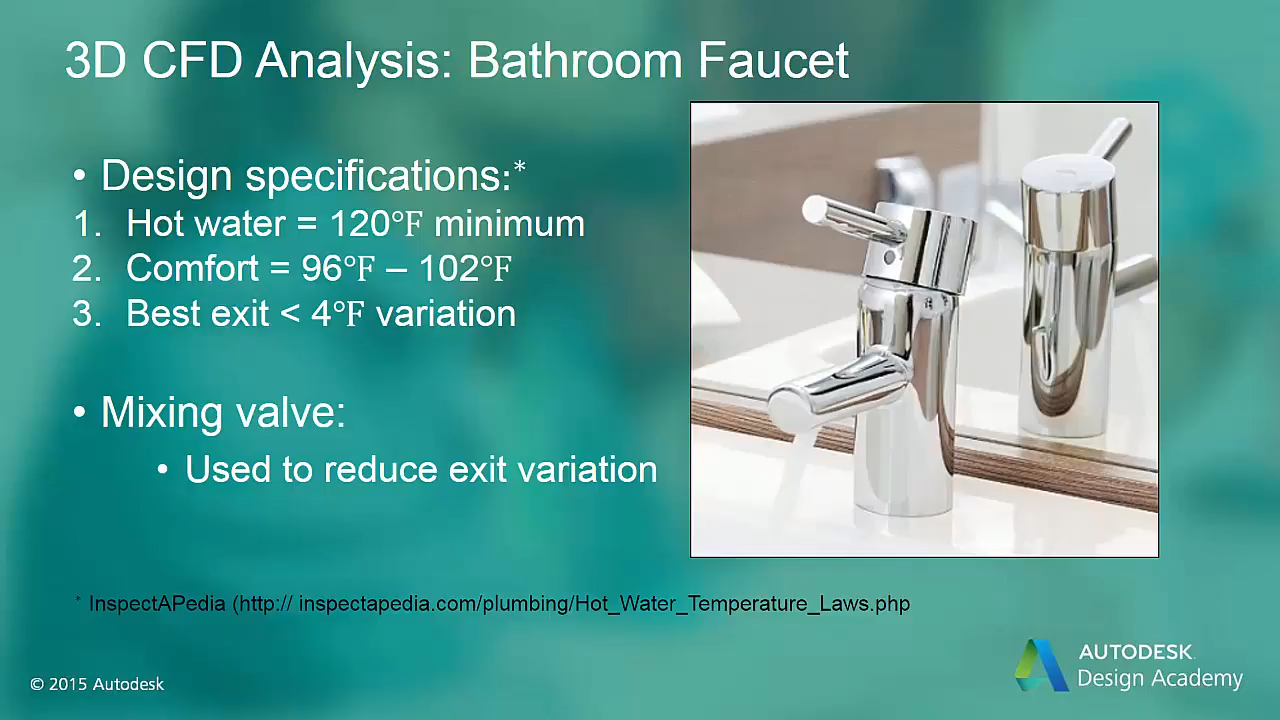 3D CFD Analysis: Bathroom Faucet
• Design specifications:*
1. Hot water = 120°F minimum
2. Comfort = 96°F – 102°F
3. Best exit < 4°F variation
• Mixing valve:
• Used to reduce exit variation
* InspectAPedia (http:// inspectapedia.com/plumbing/Hot_Water_Temperature_Laws.php
© 2015 Autodesk
AUTODESK.
Design Academy